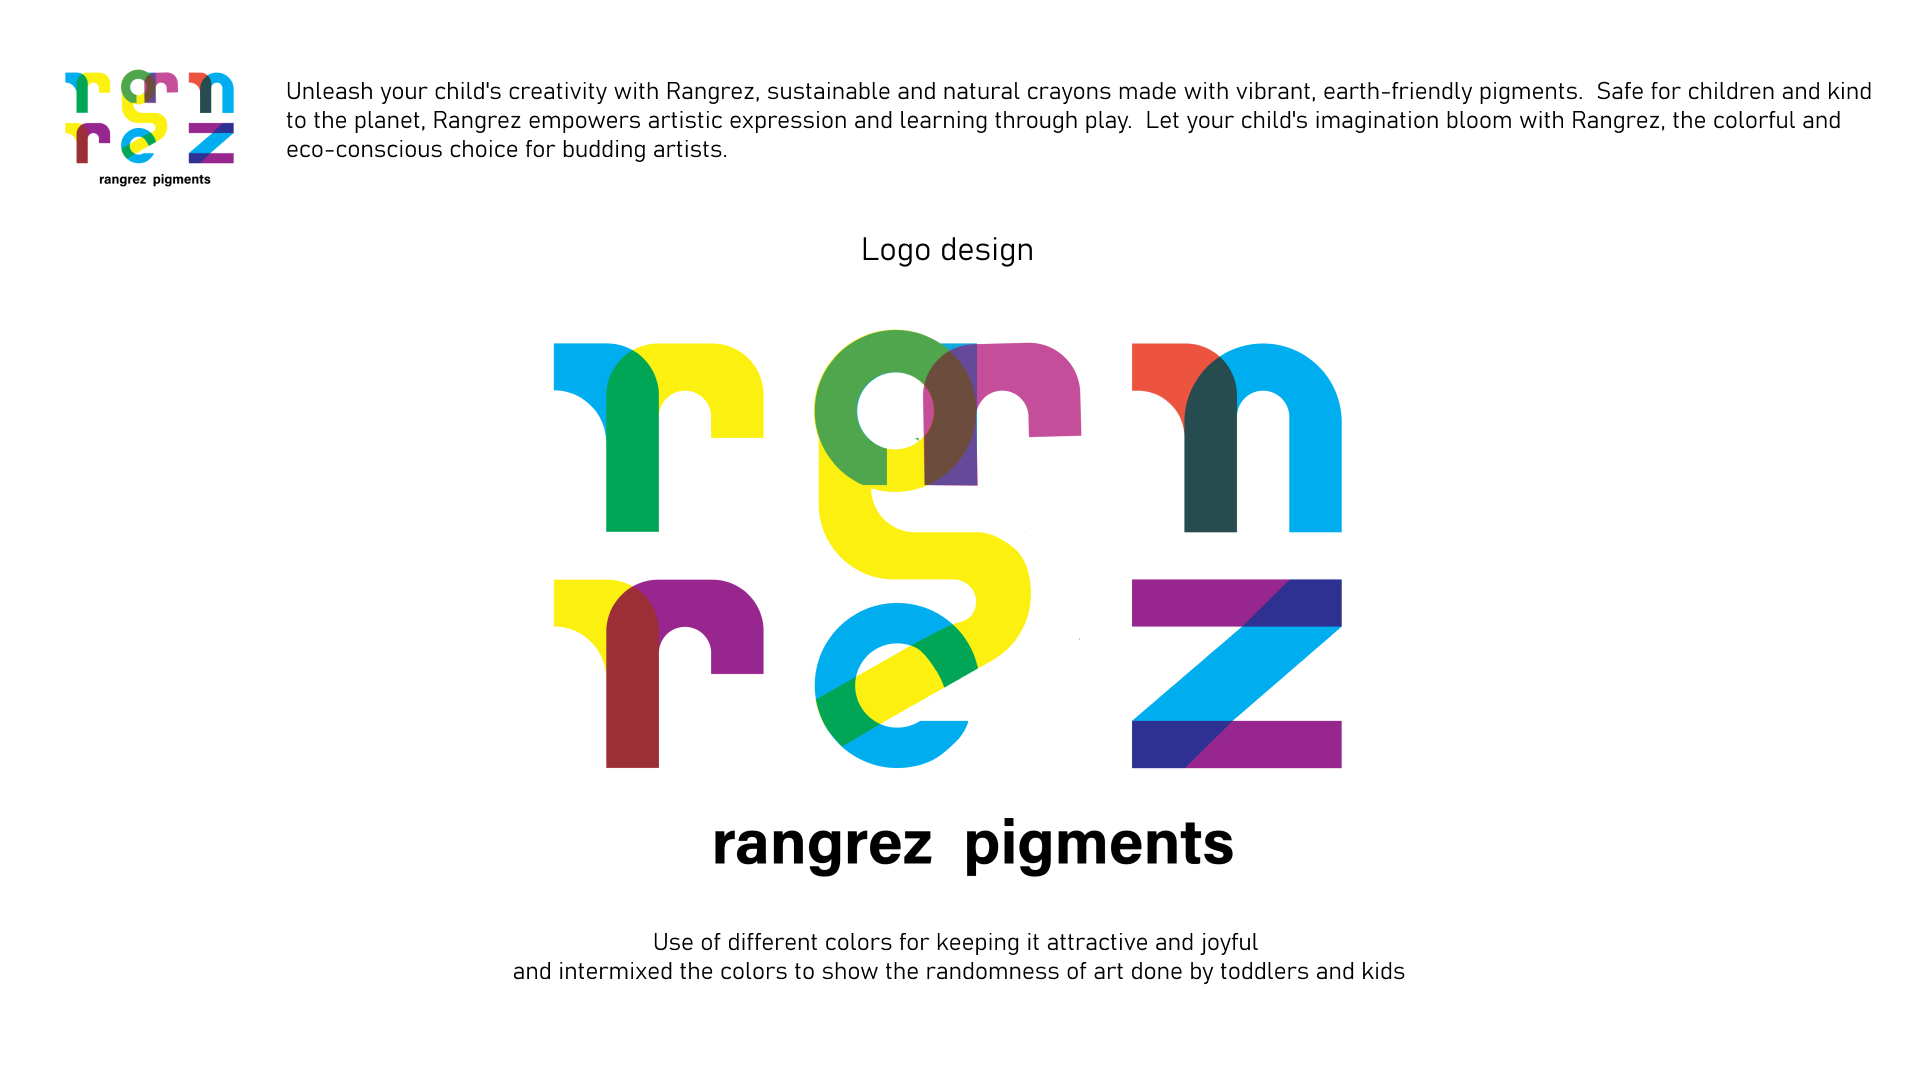 rgrn
rez
rangrez pigments
Unleash your child's creativity with Rangrez, sustainable and natural crayons made with vibrant, earth-friendly pigments. Safe for children and kind
to the planet, Rangrez empowers artistic expression and learning through play. Let your child's imagination bloom with Rangrez, the colorful and
eco-conscious choice for budding artists.
Logo design
rgrn
rez
rangrez pigments
Use of different colors for keeping it attractive and joyful
and intermixed the colors to show the randomness of art done by toddlers and kids